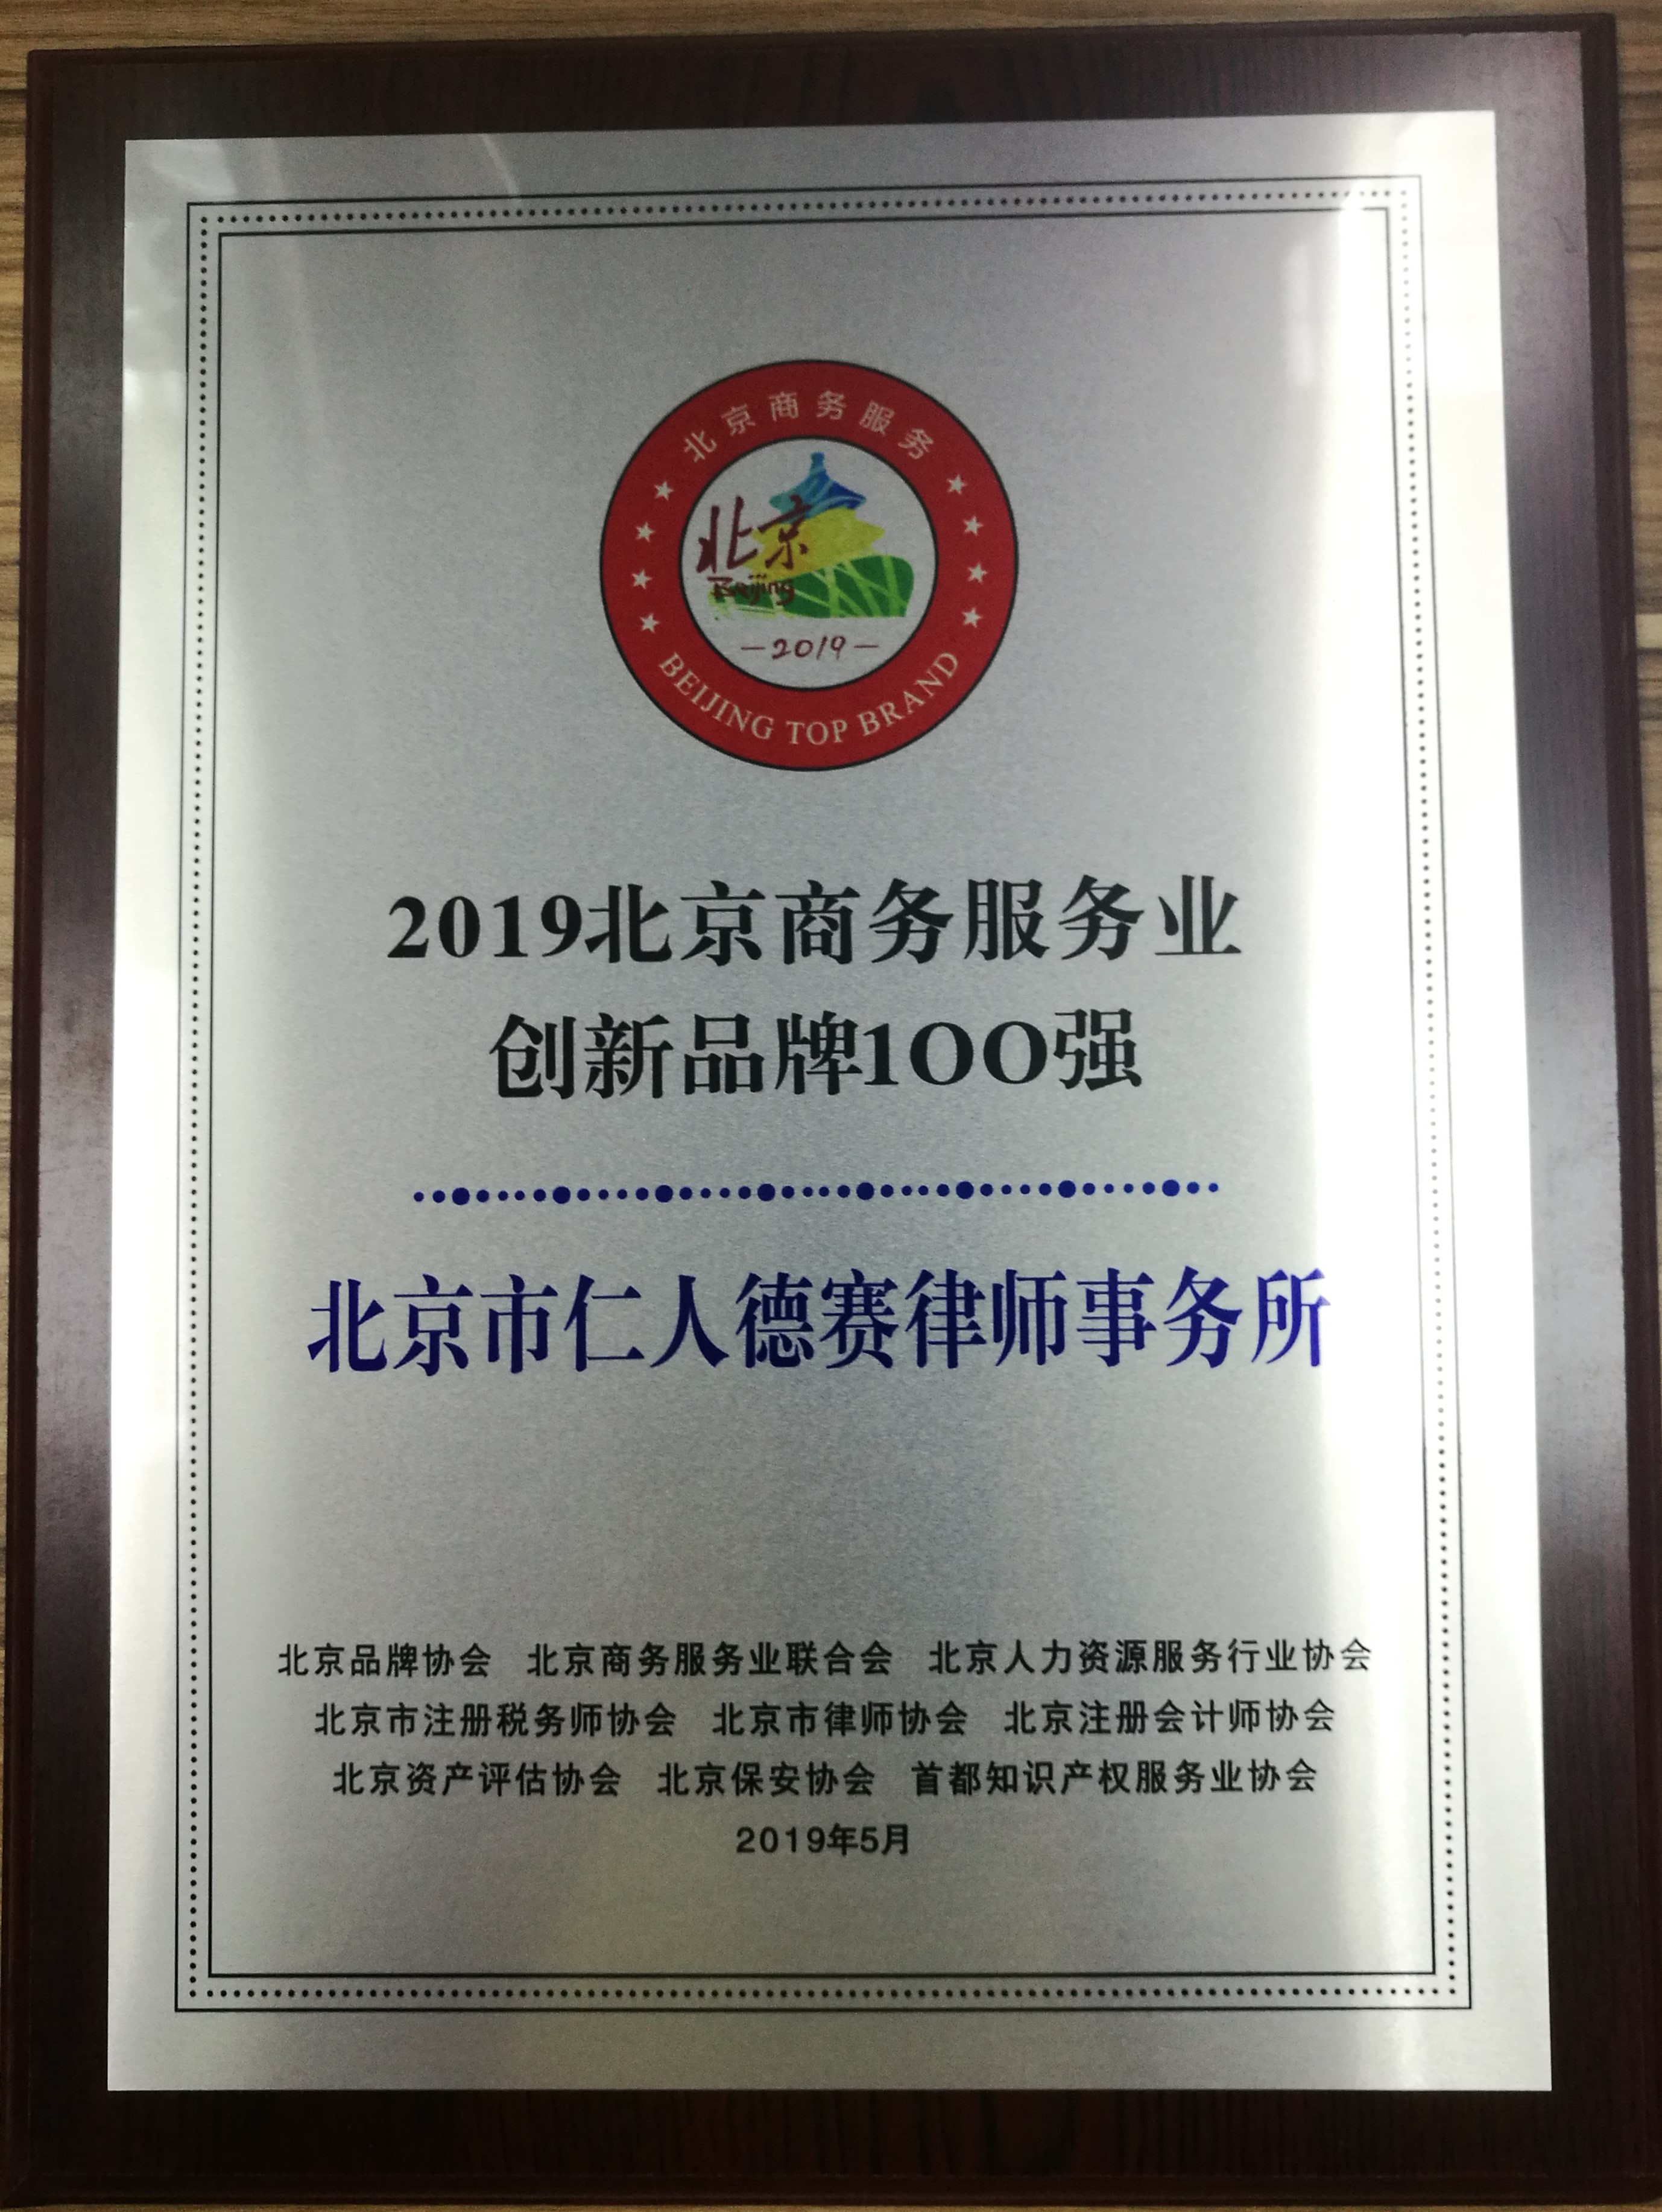 北京商务服务
北京
Beijing
—2019—
BEIJING TOP BRAND
2019北京商务服务业
创新品牌100强
北京市仁人德赛律师事务所
北京品牌协会 北京商务服务业联合会 北京人力资源服务行业协会
北京市注册税务师协会 北京市律师协会 北京注册会计师协会
北京资产评估协会 北京保安协会 首都知识产权服务业协会
2019年5月